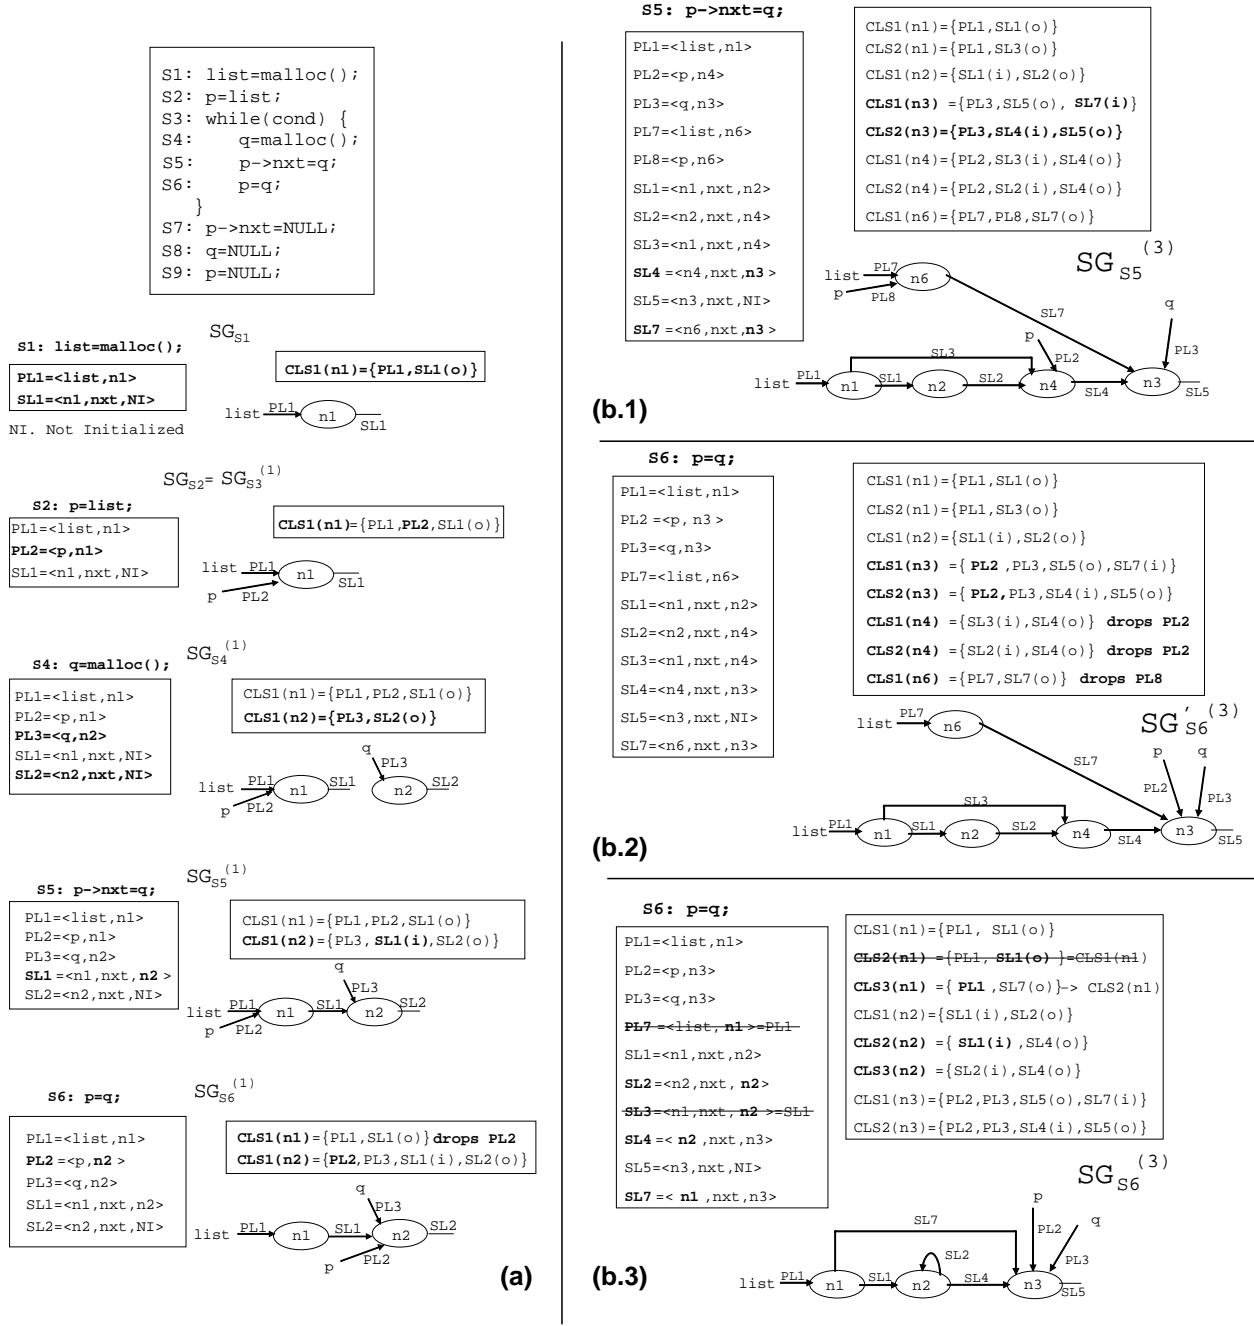 S1: list=malloc();
S2: p=list;
S3: while(cond) {
S4: q=malloc();
S5: p->nxt=q;
S6: p=q;
}
S7: p->nxt=NULL;
S8: q=NULL;
S9: p=NULL;
SG S1
S1: list=malloc();
PL1=<list,n1>
SL1=<n1,nxt,NI>
NI. Not Initialized
CLS1(n1)={PL1,SL1(o)}
list PL1 n1 SL1
SG S2 = SG S3 (1)
S2: p=list;
PL1=<list,n1>
PL2=<p,n1>
SL1=<n1,nxt,NI>
CLS1(n1)={PL1,PL2,SL1(o)}
list PL1 n1 SL1
p PL2
SG S4 (1)
S4: q=malloc();
PL1=<list,n1>
PL2=<p,n1>
PL3=<q,n2>
SL1=<n1,nxt,NI>
SL2=<n2,nxt,NI>
CLS1(n1)={PL1,PL2,SL1(o)}
CLS1(n2)={PL3,SL2(o)}
q PL3
list PL1 n1 SL1 n2 SL2
p PL2
SG S5 (1)
S5: p->nxt=q;
PL1=<list,n1>
PL2=<p,n1>
PL3=<q,n2>
SL1=<n1,nxt,n2>
SL2=<n2,nxt,NI>
CLS1(n1)={PL1,PL2,SL1(o)}
CLS1(n2)={PL3, SL1(i),SL2(o)}
q PL3
list PL1 n1 SL1 n2 SL2
p PL2
SG S6 (1)
S6: p=q;
PL1=<list,n1>
PL2=<p,n2>
PL3=<q,n2>
SL1=<n1,nxt,n2>
SL2=<n2,nxt,NI>
CLS1(n1)={PL1,SL1(o)} drops PL2
CLS1(n2)={PL2,PL3,SL1(i),SL2(o)}
q PL3
list PL1 n1 SL1 n2 SL2
p PL2
(a)
S5: p->nxt=q;
PL1=<list,n1>
PL2=<p,n4>
PL3=<q,n3>
PL7=<list,n6>
PL8=<p,n6>
SL1=<n1,nxt,n2>
SL2=<n2,nxt,n4>
SL3=<n1,nxt,n4>
SL4=<n4,nxt,n3>
SL5=<n3,nxt,NI>
SL7=<n6,nxt,n3>
CLS1(n1)={PL1,SL1(o)}
CLS2(n1)={PL1,SL3(o)}
CLS1(n2)={SL1(i),SL2(o)}
CLS1(n3) ={PL3,SL5(o), SL7(i)}
CLS2(n3)={PL3,SL4(i),SL5(o)}
CLS1(n4)={PL2,SL3(i),SL4(o)}
CLS2(n4)={PL2,SL2(i),SL4(o)}
CLS1(n6)={PL7,PL8,SL7(o)}
SG S5 (3)
list PL7 n6
p PL8
SL7
q
p
SL3 PL2 PL3
list PL1 n1 SL1 n2 SL2 n4 SL4 n3 SL5
(b.1)
S6: p=q;
PL1=<list,n1>
PL2=<p, n3>
PL3=<q,n3>
PL7=<list,n6>
SL1=<n1,nxt,n2>
SL2=<n2,nxt,n4>
SL3=<n1,nxt,n4>
SL4=<n4,nxt,n3>
SL5=<n3,nxt,NI>
SL7=<n6,nxt,n3>
CLS1(n1)={PL1,SL1(o)}
CLS2(n1)={PL1,SL3(o)}
CLS1(n2)={SL1(i),SL2(o)}
CLS1(n3) ={ PL2 ,PL3,SL5(o),SL7(i)}
CLS2(n3) ={ PL2,PL3,SL4(i),SL5(o)}
CLS1(n4) ={SL3(i),SL4(o)} drops PL2
CLS2(n4) ={SL2(i),SL4(o)} drops PL2
CLS1(n6) ={PL7,SL7(o)} drops PL8
list PL7 n6
SG' S6 (3)
p q
SL7 PL2 PL3
SL3
list PL1 n1 SL1 n2 SL2 n4 SL4 n3 SL5
(b.2)
S6: p=q;
PL1=<list,n1>
PL2=<p,n3>
PL3=<q,n3>
PL7=<list, n1>=PL1
SL1=<n1,nxt,n2>
SL2=<n2,nxt, n2>
SL3=<n1,nxt, n2>=SL1
SL4=< n2 ,nxt,n3>
SL5=<n3,nxt,NI>
SL7=< n1 ,nxt,n3>
CLS1(n1)={PL1, SL1(o)}
CLS2(n1) ={PL1, SL1(o) }=CLS1(n1)
CLS3(n1) ={ PL1 ,SL7(o)}-> CLS2(n1)
CLS1(n2)={SL1(i),SL2(o)}
CLS2(n2) ={ SL1(i) ,SL4(o)}
CLS3(n2) ={SL2(i),SL4(o)}
CLS1(n3)={PL2,PL3,SL5(o),SL7(i)}
CLS2(n3)={PL2,PL3,SL4(i),SL5(o)}
SG S6 (3)
p
q
SL7 PL2
SL2 PL3
list PL1 n1 SL1 n2 SL4 n3 SL5
(b.3)